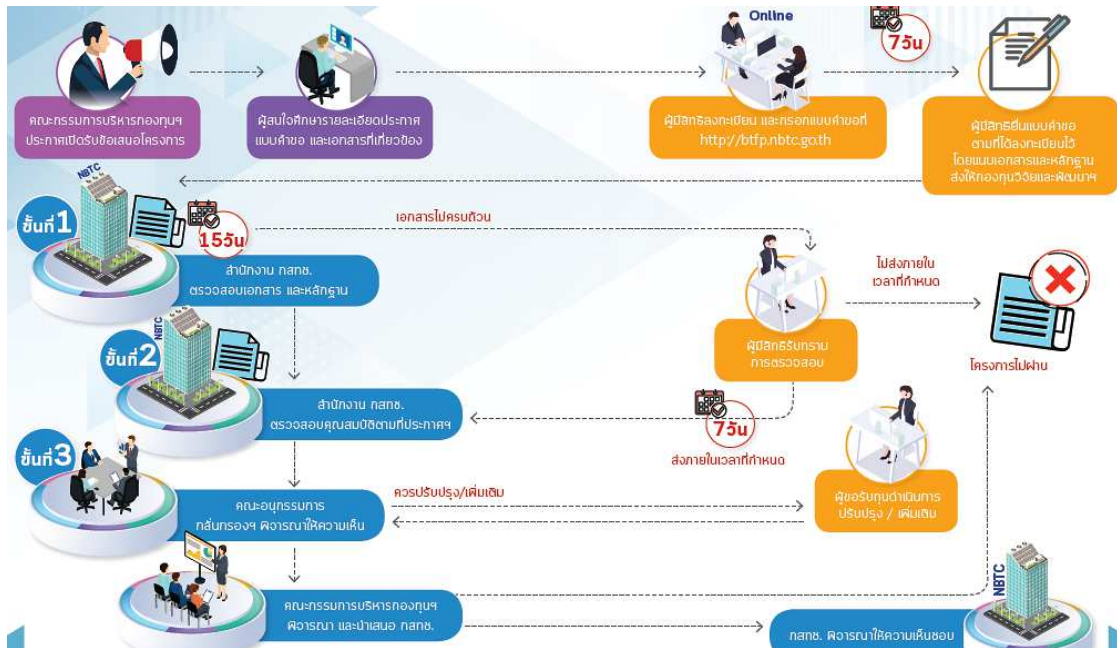 Online
7วัน
คณะกรรมการบริหารกองทุนฯ
ประกาศเปิดรับข้อเสนอโครงการ
ผู้สนใจศึกษารายละเอียดประกาศ
แบบคำขอ และเอกสารที่เกี่ยวข้อง
ผู้มีสิทธิลงทะเบียน และกรอกแบบคำขอที่
http://btfp.nbtc.go.th
ผู้มีสิทธิยื่นแบบคำขอ
ตามที่ได้ลงทะเบียนไว้
โดยแนบเอกสารและหลักฐาน
ส่งให้กองทุนวิจัยและพัฒนาฯ
NBTC
ขั้นที่1
15วัน
เอกสารไม่ครบถ้วน
สำนักงาน กสทช.
ตรวจสอบเอกสาร และหลักฐาน
ไม่ส่งภายใน
เวลาที่กำหนด
ผู้มีสิทธิรับทราบ
การตรวจสอบ
โครงการไม่ผ่าน
NBTC
ขั้นที่2
สำนักงาน กสทช.
ตรวจสอบคุณสมบัติตามที่ประกาศฯ
7วัน
ส่งภายในเวลาที่กำหนด
ขั้นที่3
คณะอนุกรรมการ
กลั่นกรองฯ พิจารณาให้ความเห็น
ควรปรับปรุง/เพิ่มเติม
ผู้ขอรับทุนดำเนินการ
ปรับปรุง / เพิ่มเติม
คณะกรรมการบริหารกองทุนฯ
พิจารณา และนำเสนอ กสทช.
NBTC
กสทช. พิจารณาให้ความเห็นชอบ